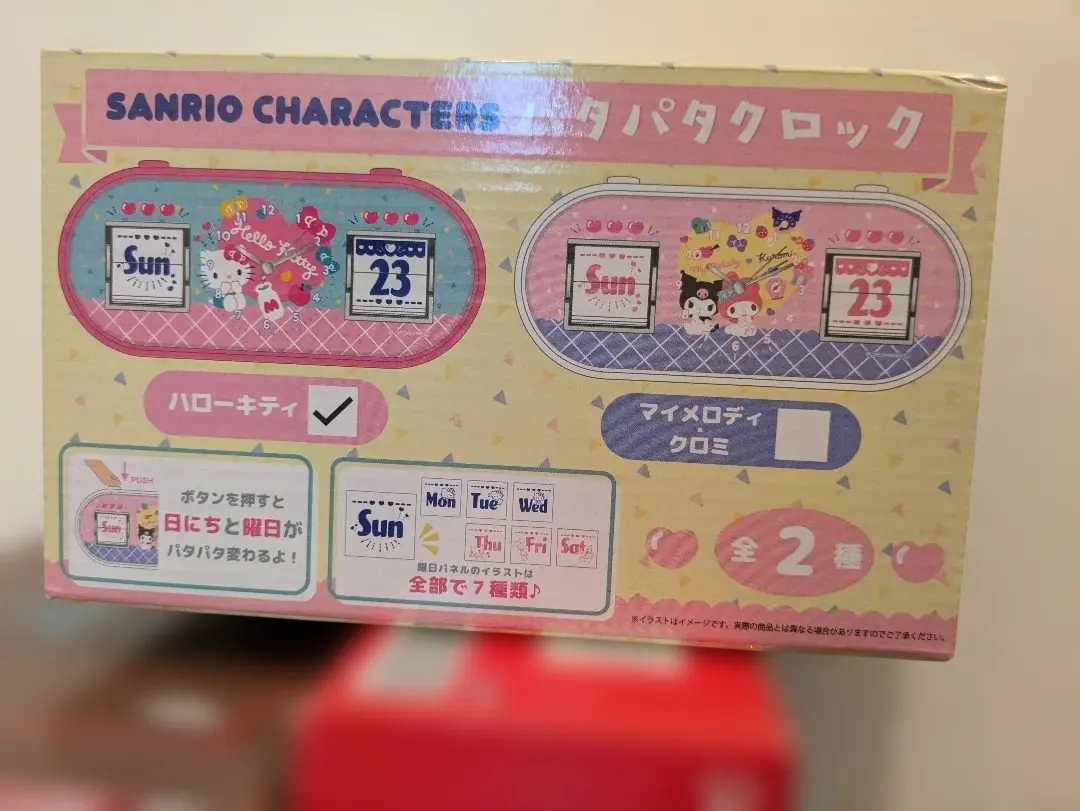 SANRIO CHARACTERS パタパタクロック
Sun
Hello Kitty
23
Sun
My Melody
Kuromi
23
ハローキティ
マイメロディ
・
クロミ
PUSH
Sun
ボタンを押すと
日にちと曜日が
パタパタ変わるよ!
Sun
Mon Tue Wed
Thu Fri Sat
曜日パネルのイラストは
全部で7種類♪
全2種
※イラストはイメージです。実際の商品とは異なる場合がありますのでご了承ください。